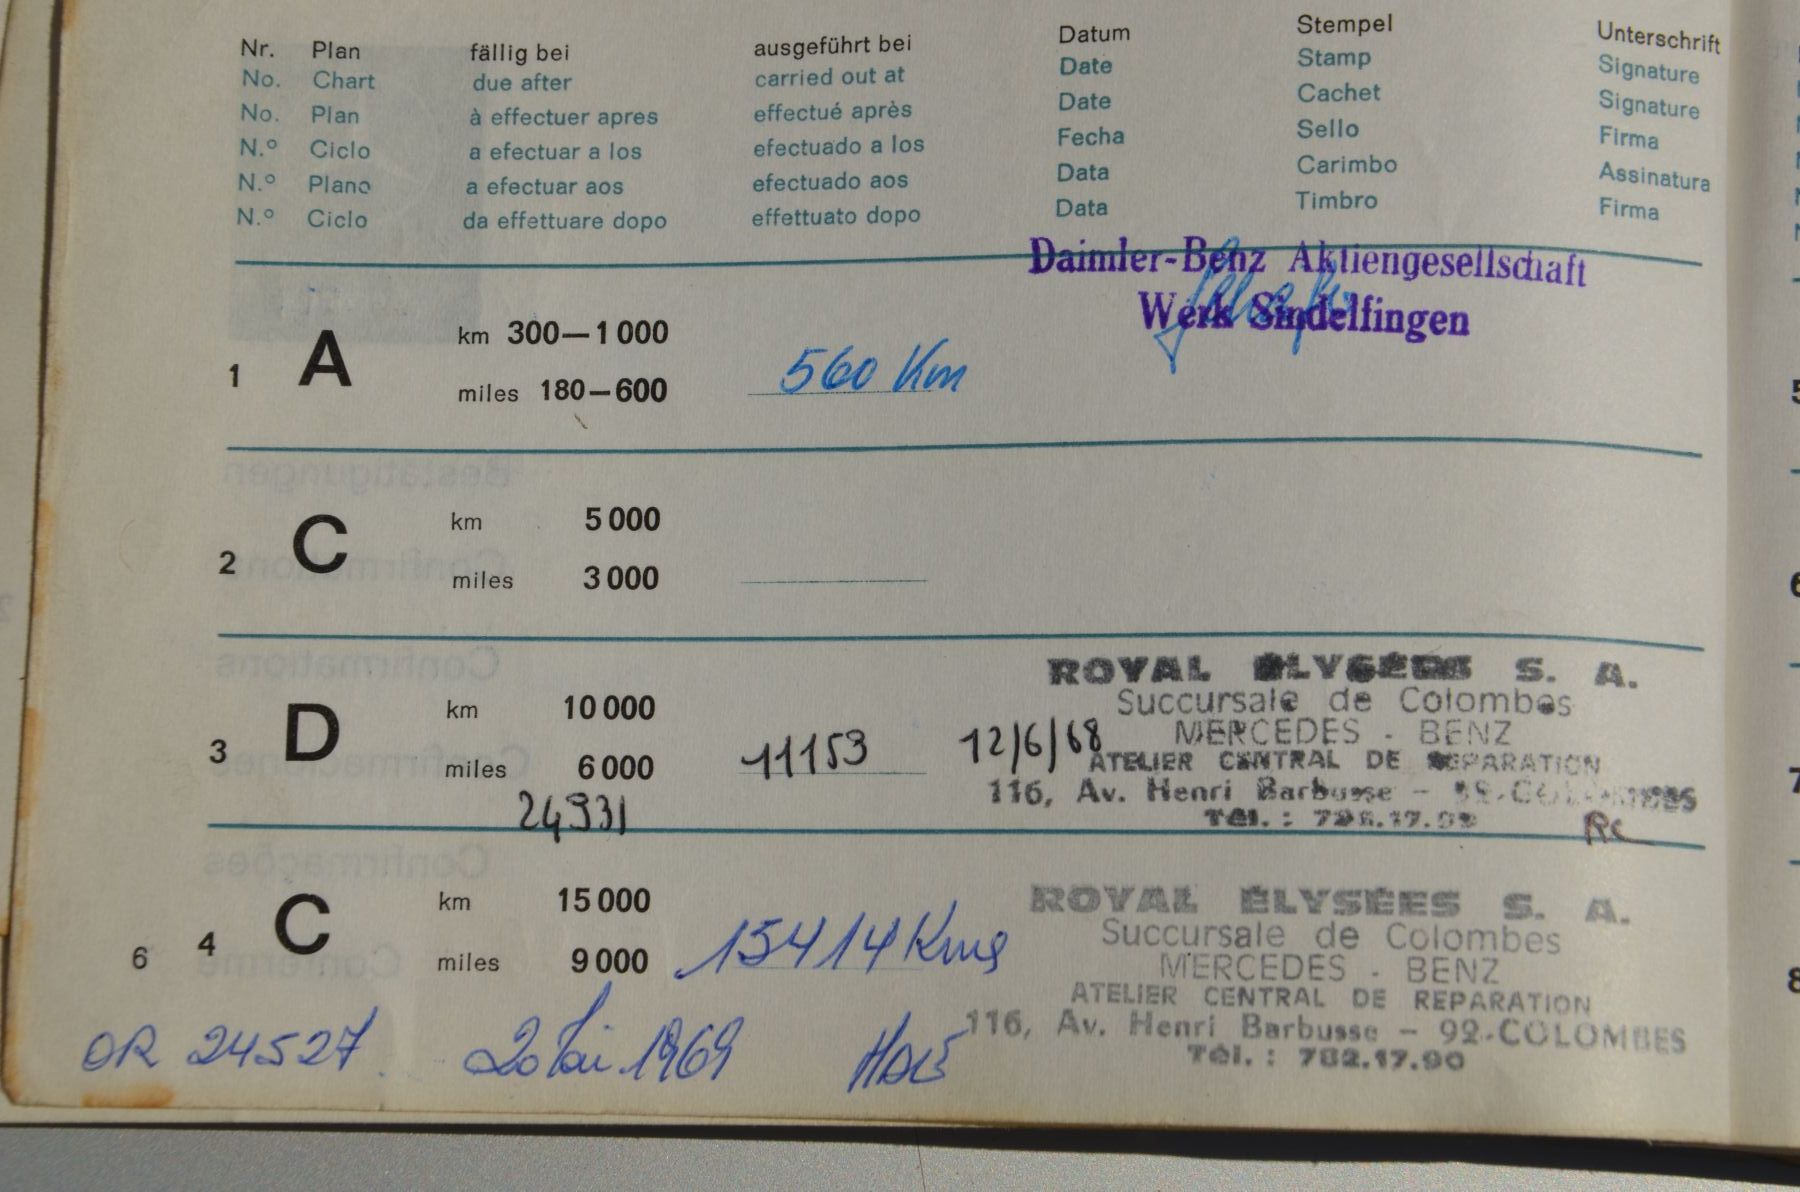 Nr. Plan fällig bei ausgeführt bei Datum Stempel Unterschrift
No. Chart due after carried out at Date Stamp Signature
No. Plan à effectuer apres effectué après Date Cachet Signature
N.º Ciclo a efectuar a los efectuado a los Fecha Sello Firma
N.º Plano a efectuar aos efectuado aos Data Carimbo Assinatura
N.º Ciclo da effettuare dopo effettuato dopo Data Timbro Firma
Daimler-Benz Aktiengesellschaft
Werk Sindelfingen
1 A km 300—1 000
miles 180—600 560 Km
2 C km 5 000
miles 3 000
ROYAL ÉLYSÉES S. A.
Succursale de Colombes
3 D km 10 000 MERCEDES - BENZ
miles 6 000 11153 12/6/68 ATELIER CENTRAL DE REPARATION
116, Av. Henri Barbusse - 92-COLOMBES
24931 Tél. :
RC
4 C km 15 000 ROYAL ÉLYSÉES S. A.
Succursale de Colombes
6 miles 9 000 15414 Kms MERCEDES - BENZ
ATELIER CENTRAL DE REPARATION
116, Av. Henri Barbusse - 92-COLOMBES
OR 24527 1969 Tél. : 782.17.90